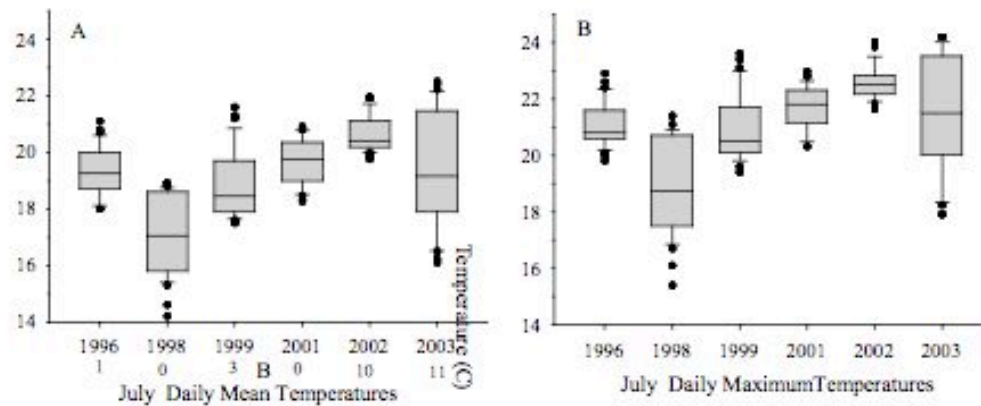 A
24
22
20
18
16
14
1996 1998 1999 2001 2002 2003
1 0 3 B 0 10 11
July Daily Mean Temperatures
Temperature (C)
B
24
22
20
18
16
14
1996 1998 1999 2001 2002 2003
July Daily MaximumTemperatures